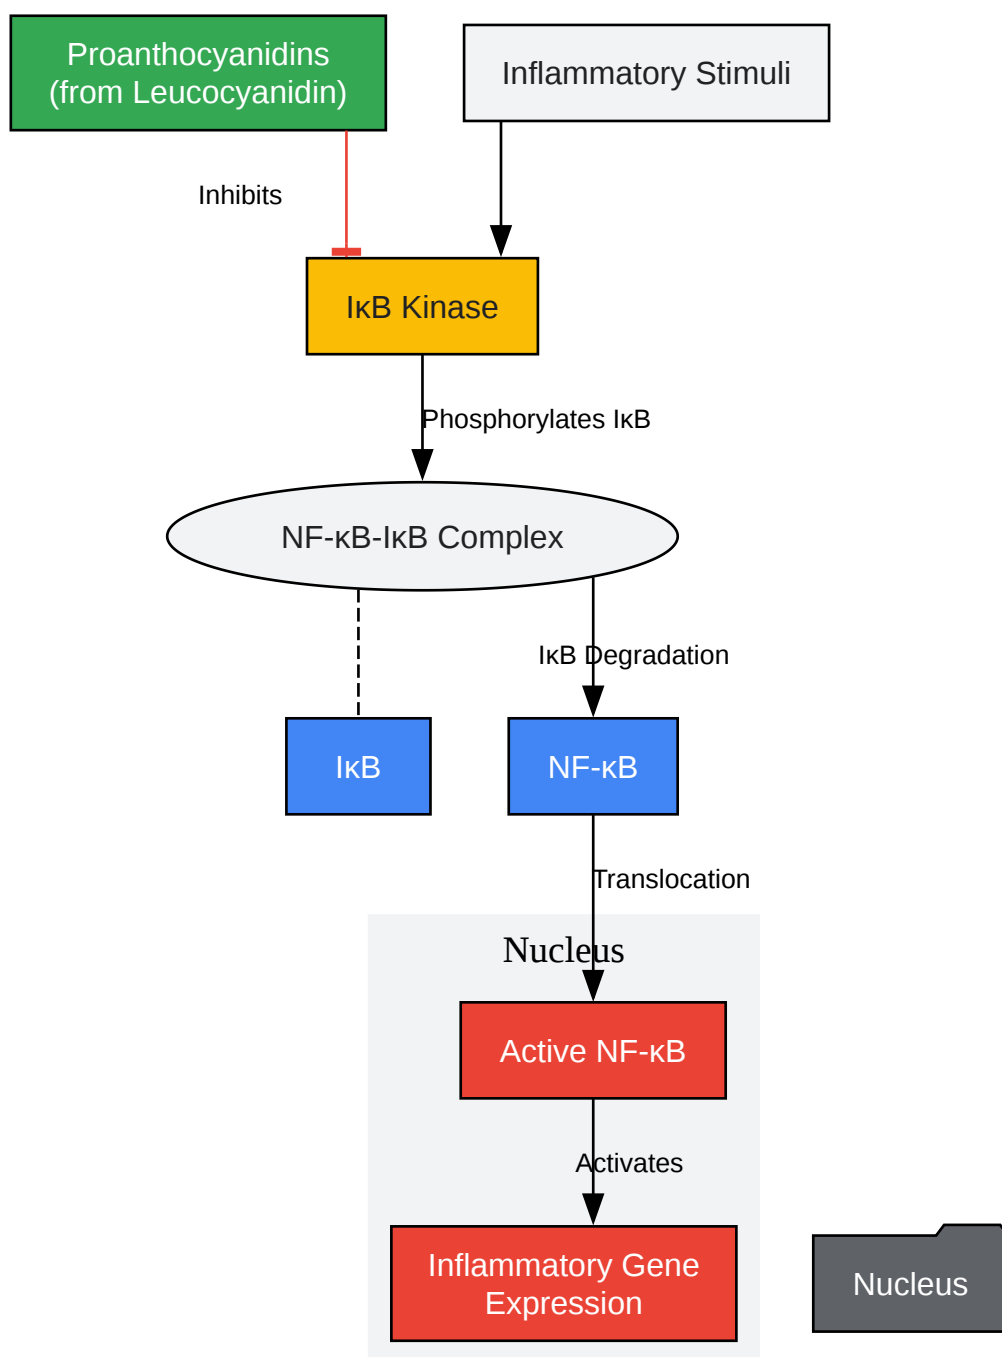 Proanthocyanidins
(from Leucocyanidin)
Inflammatory Stimuli
Inhibits
IκB Kinase
Phosphorylates IκB
NF-κB-IκB Complex
IκB Degradation
IκB
NF-κB
Translocation
Nucleus
Active NF-κB
Activates
Inflammatory Gene
Expression
Nucleus